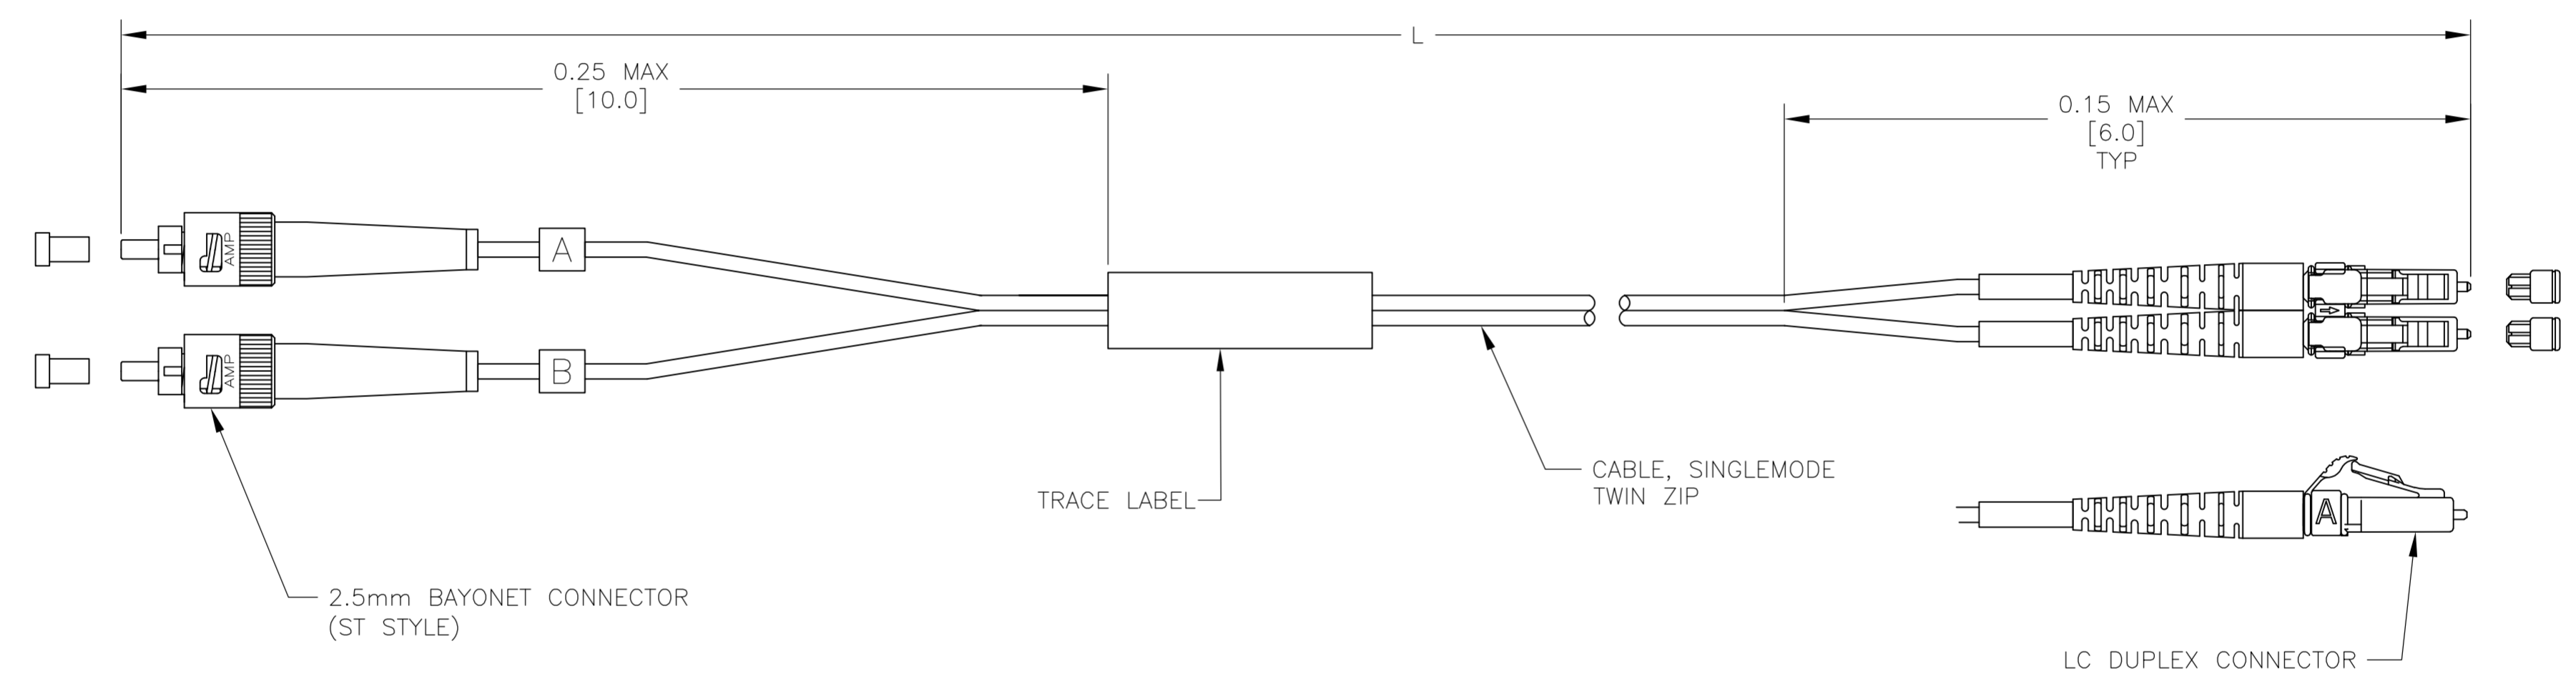 L
0.25 MAX
[10.0]
0.15 MAX
[6.0]
TYP
AMP
A
AMP
B
CABLE, SINGLEMODE
TWIN ZIP
TRACE LABEL
A
2.5mm BAYONET CONNECTOR
(ST STYLE)
LC DUPLEX CONNECTOR